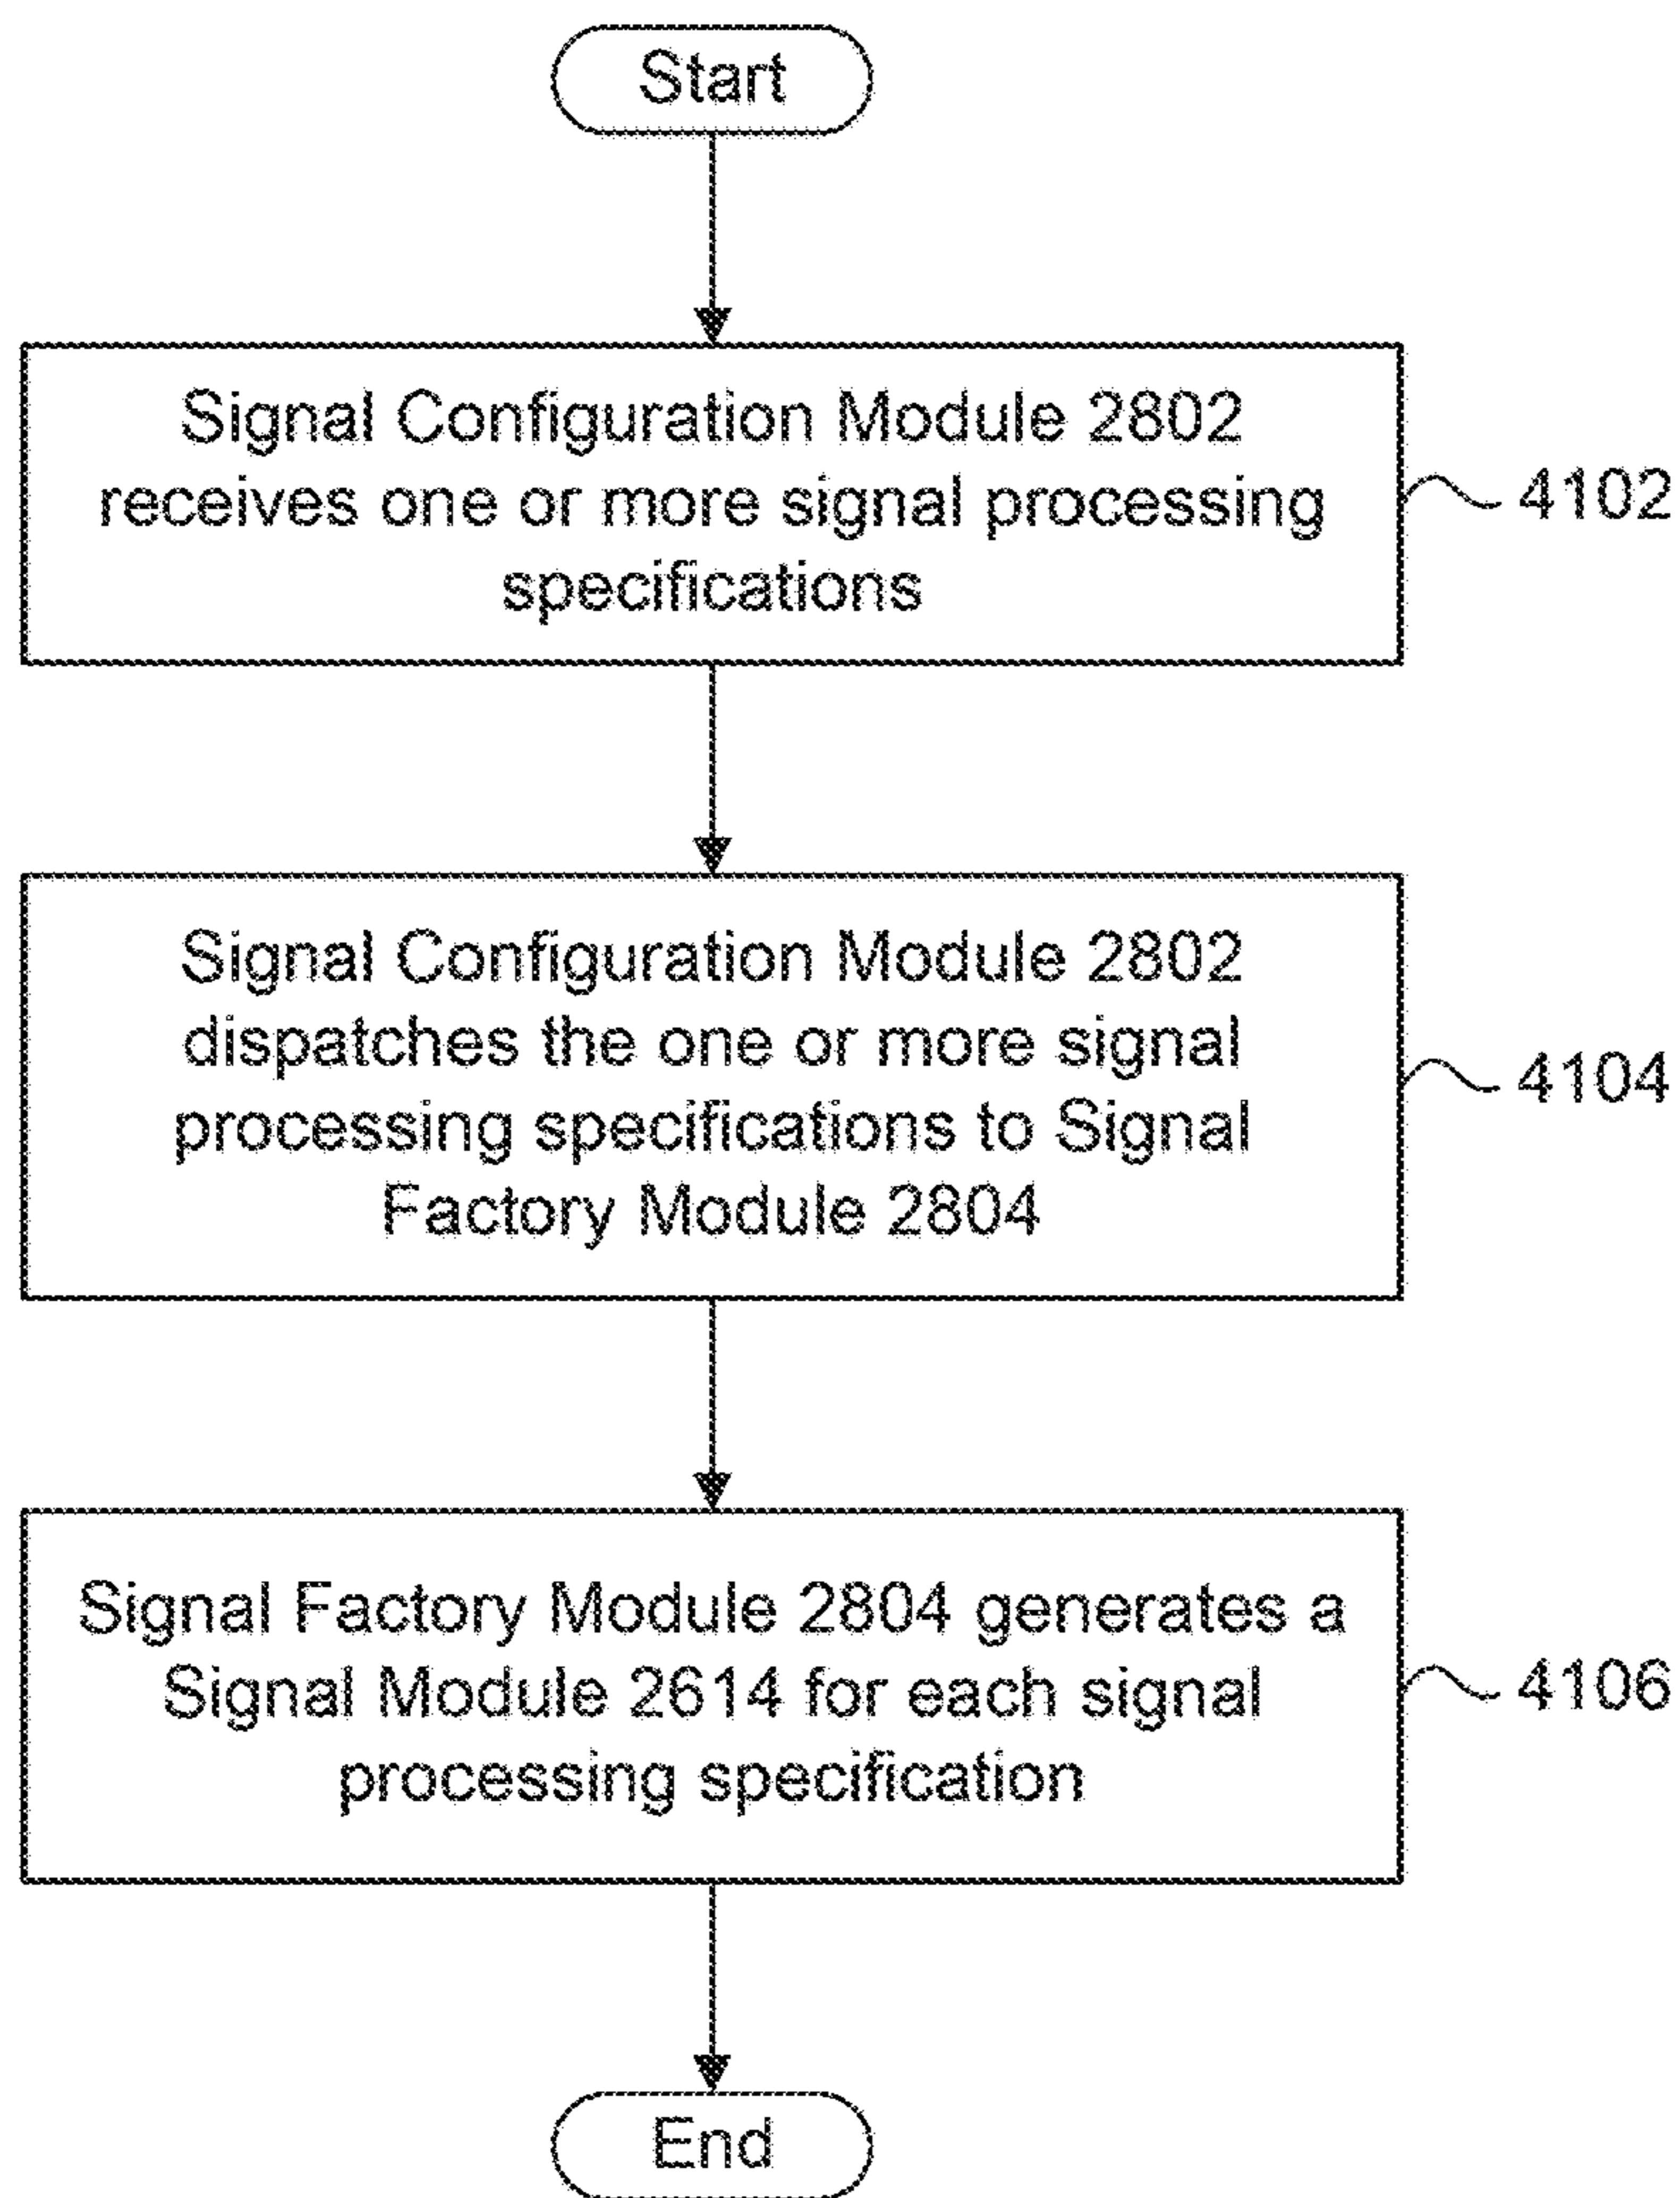 Start
Signal Configuration Module 2802
receives one or more signal processing
specifications
4102
Signal Configuration Module 2802
dispatches the one or more signal
processing specifications to Signal
Factory Module 2804
4104
Signal Factory Module 2804 generates a
Signal Module 2614 for each signal
processing specification
4106
End